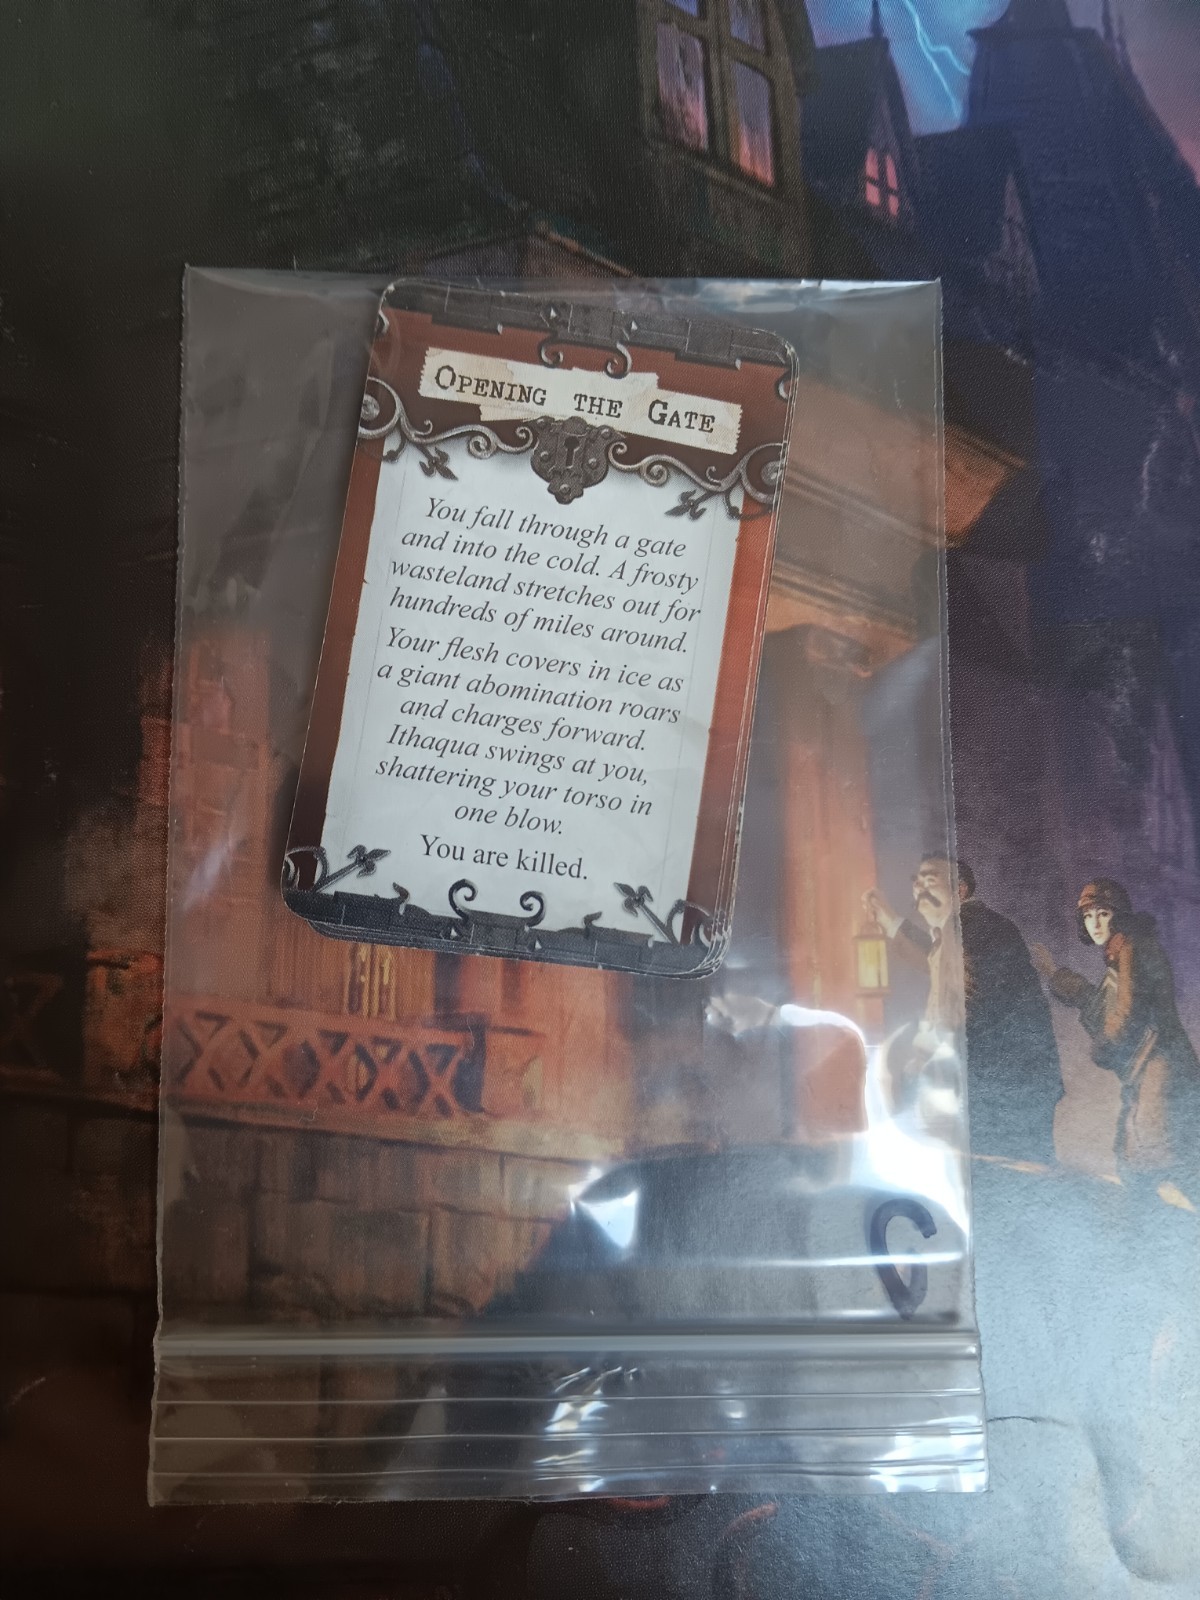 Opening the Gate
You fall through a gate
and into the cold. A frosty
wasteland stretches out for
hundreds of miles around.
Your flesh covers in ice as
a giant abomination roars
and charges forward.
Ithaqua swings at you,
shattering your torso in
one blow.
You are killed.